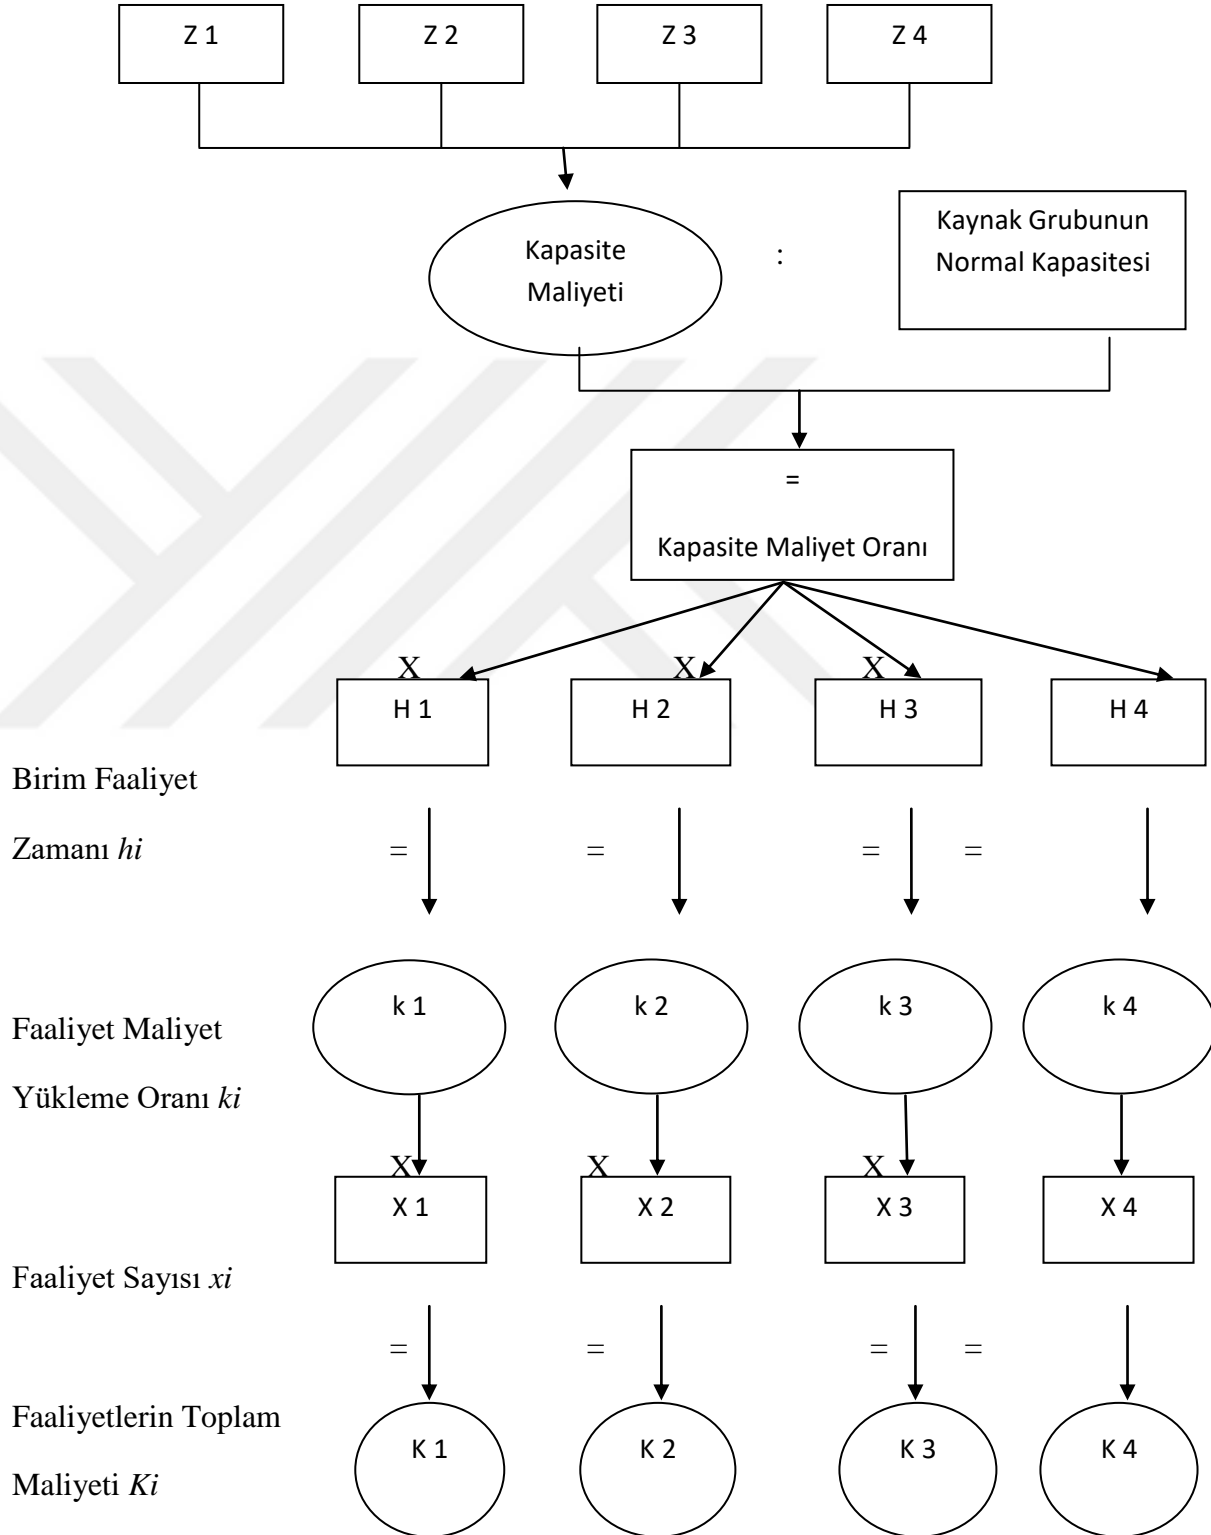 Z 1 Z 2 Z 3 Z 4
Kapasite
Maliyeti
:
Kaynak Grubunun
Normal Kapasitesi
=
Kapasite Maliyet Oranı
X X X
H 1 H 2 H 3 H 4
Birim Faaliyet
Zamanı hi = = = =
k 1 k 2 k 3 k 4
Faaliyet Maliyet
Yükleme Oranı ki
X X X
X 1 X 2 X 3 X 4
Faaliyet Sayısı xi
= = = =
Faaliyetlerin Toplam
K 1 K 2 K 3 K 4
Maliyeti Ki